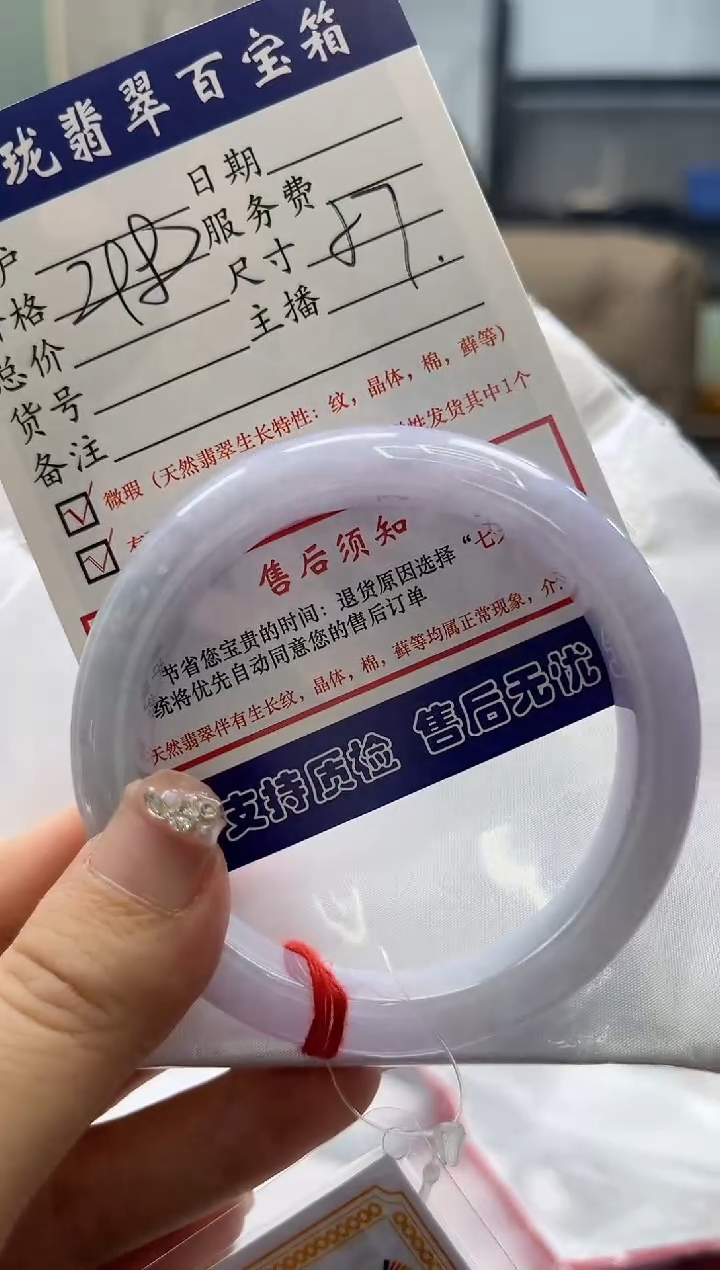 珑翡翠百宝箱
日期
户 服务费
价格 尺寸 57.
总价 主播
货号
备注
微瑕（天然翡翠生长特性：纹，晶体，棉，藓等）
性发货其中1个
售后须知
节省您宝贵的时间：退货原因选择“七
统将优先自动同意您的售后订单
天然翡翠伴有生长纹，晶体，棉，藓等均属正常现象，介
支持质检 售后无忧